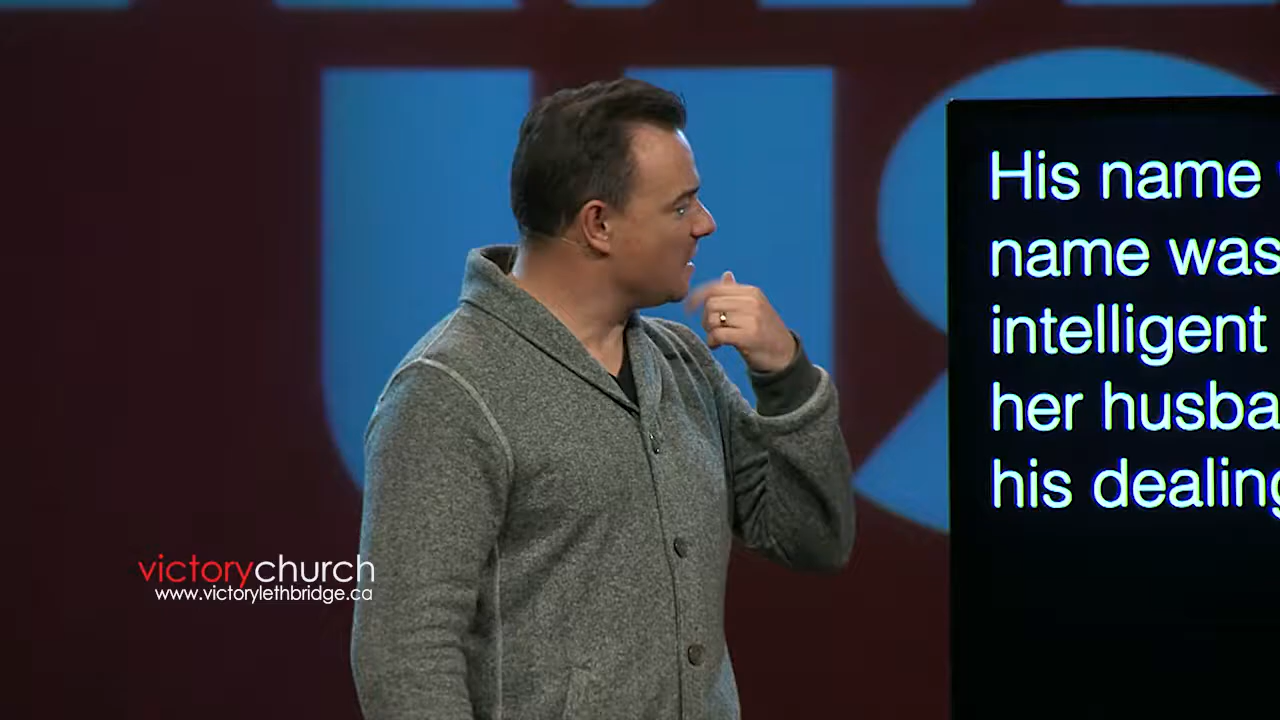 His name
name was
intelligent
her husba
his dealing
victorychurch
www.victorylethbridge.ca